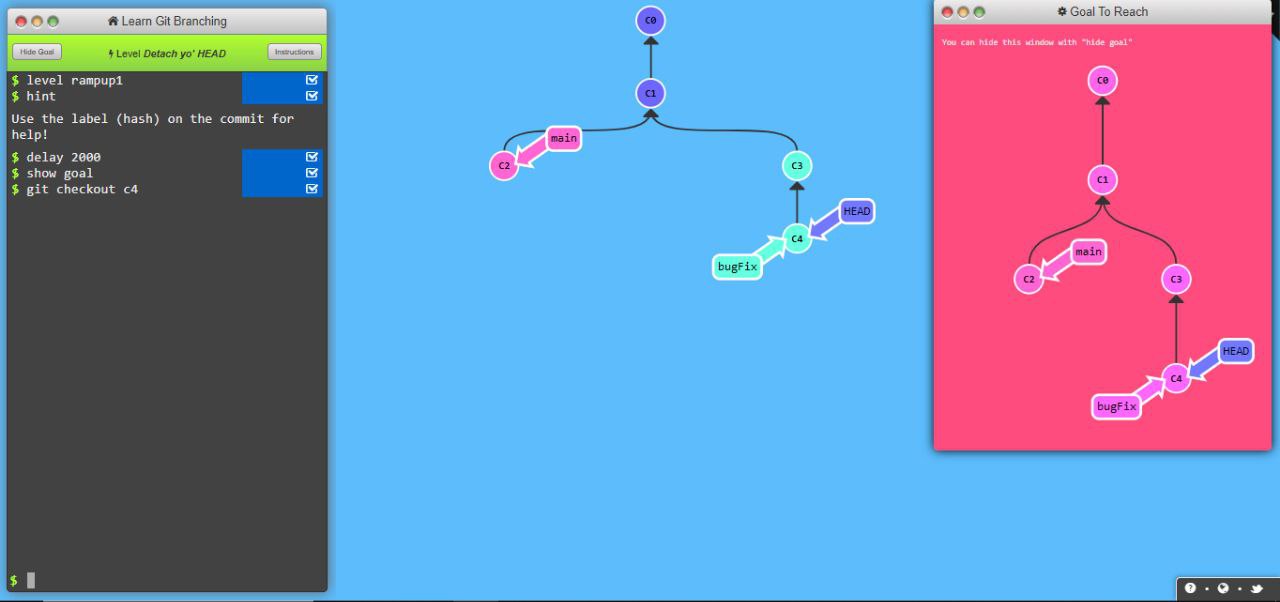 Learn Git Branching
Hide Goal
Level Detach yo' HEAD
Instructions
$ level rampup1
$ hint
Use the label (hash) on the commit for
help!
$ delay 2000
$ show goal
$ git checkout c4
$
C0
C1
main
C2
C3
HEAD
C4
bugFix
Goal To Reach
You can hide this window with "hide goal"
C0
C1
main
C2
C3
HEAD
C4
bugFix